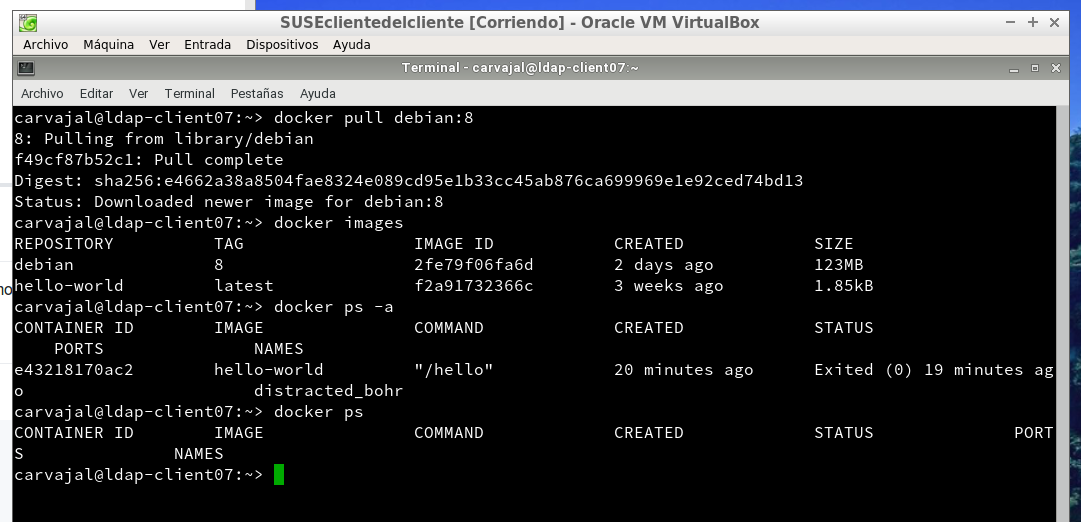 SUSEclientedelcliente [Corriendo] - Oracle VM VirtualBox
Archivo Máquina Ver Entrada Dispositivos Ayuda
Terminal - carvajal@ldap-client07:~
Archivo Editar Ver Terminal Pestañas Ayuda
carvajal@ldap-client07:~> docker pull debian:8
8: Pulling from library/debian
f49cf87b52c1: Pull complete
Digest: sha256:e4662a38a8504fae8324e089cd95e1b33cc45ab876ca699969e1e92ced74bd13
Status: Downloaded newer image for debian:8
carvajal@ldap-client07:~> docker images
REPOSITORY TAG IMAGE ID CREATED SIZE
debian 8 2fe79f06fa6d 2 days ago 123MB
hello-world latest f2a91732366c 3 weeks ago 1.85kB
carvajal@ldap-client07:~> docker ps -a
CONTAINER ID IMAGE COMMAND CREATED STATUS
PORTS NAMES
e43218170ac2 hello-world "/hello" 20 minutes ago Exited (0) 19 minutes ag
o distracted_bohr
carvajal@ldap-client07:~> docker ps
CONTAINER ID IMAGE COMMAND CREATED STATUS PORT
S NAMES
carvajal@ldap-client07:~>